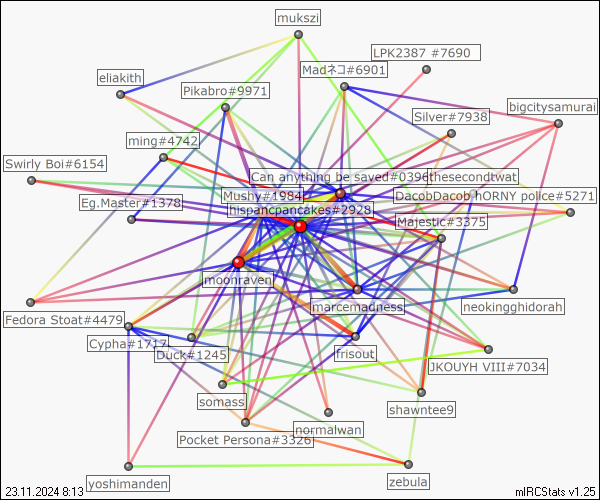 mukszi
LPK2387 #7690
Madネコ#6901
eliakith
Pikabro#9971
bigcitysamurai
Silver#7938
ming#4742
Swirly Boi#6154
Can anything be saved#0396
thesecondtwat
Mushy#1984
DacobDacob
hORNY police#5271
Eg.Master#1378
hispancpancakes#2928
Majestic#3375
moonraven
marcemadness
neokingghidorah
Fedora Stoat#4479
Cypha#1717
Duck#1245
frisout
JKOUYH VIII#7034
somass
shawntee9
normalwan
Pocket Persona#3326
yoshimanden
zebula
23.11.2024 8:13
mIRCStats v1.25